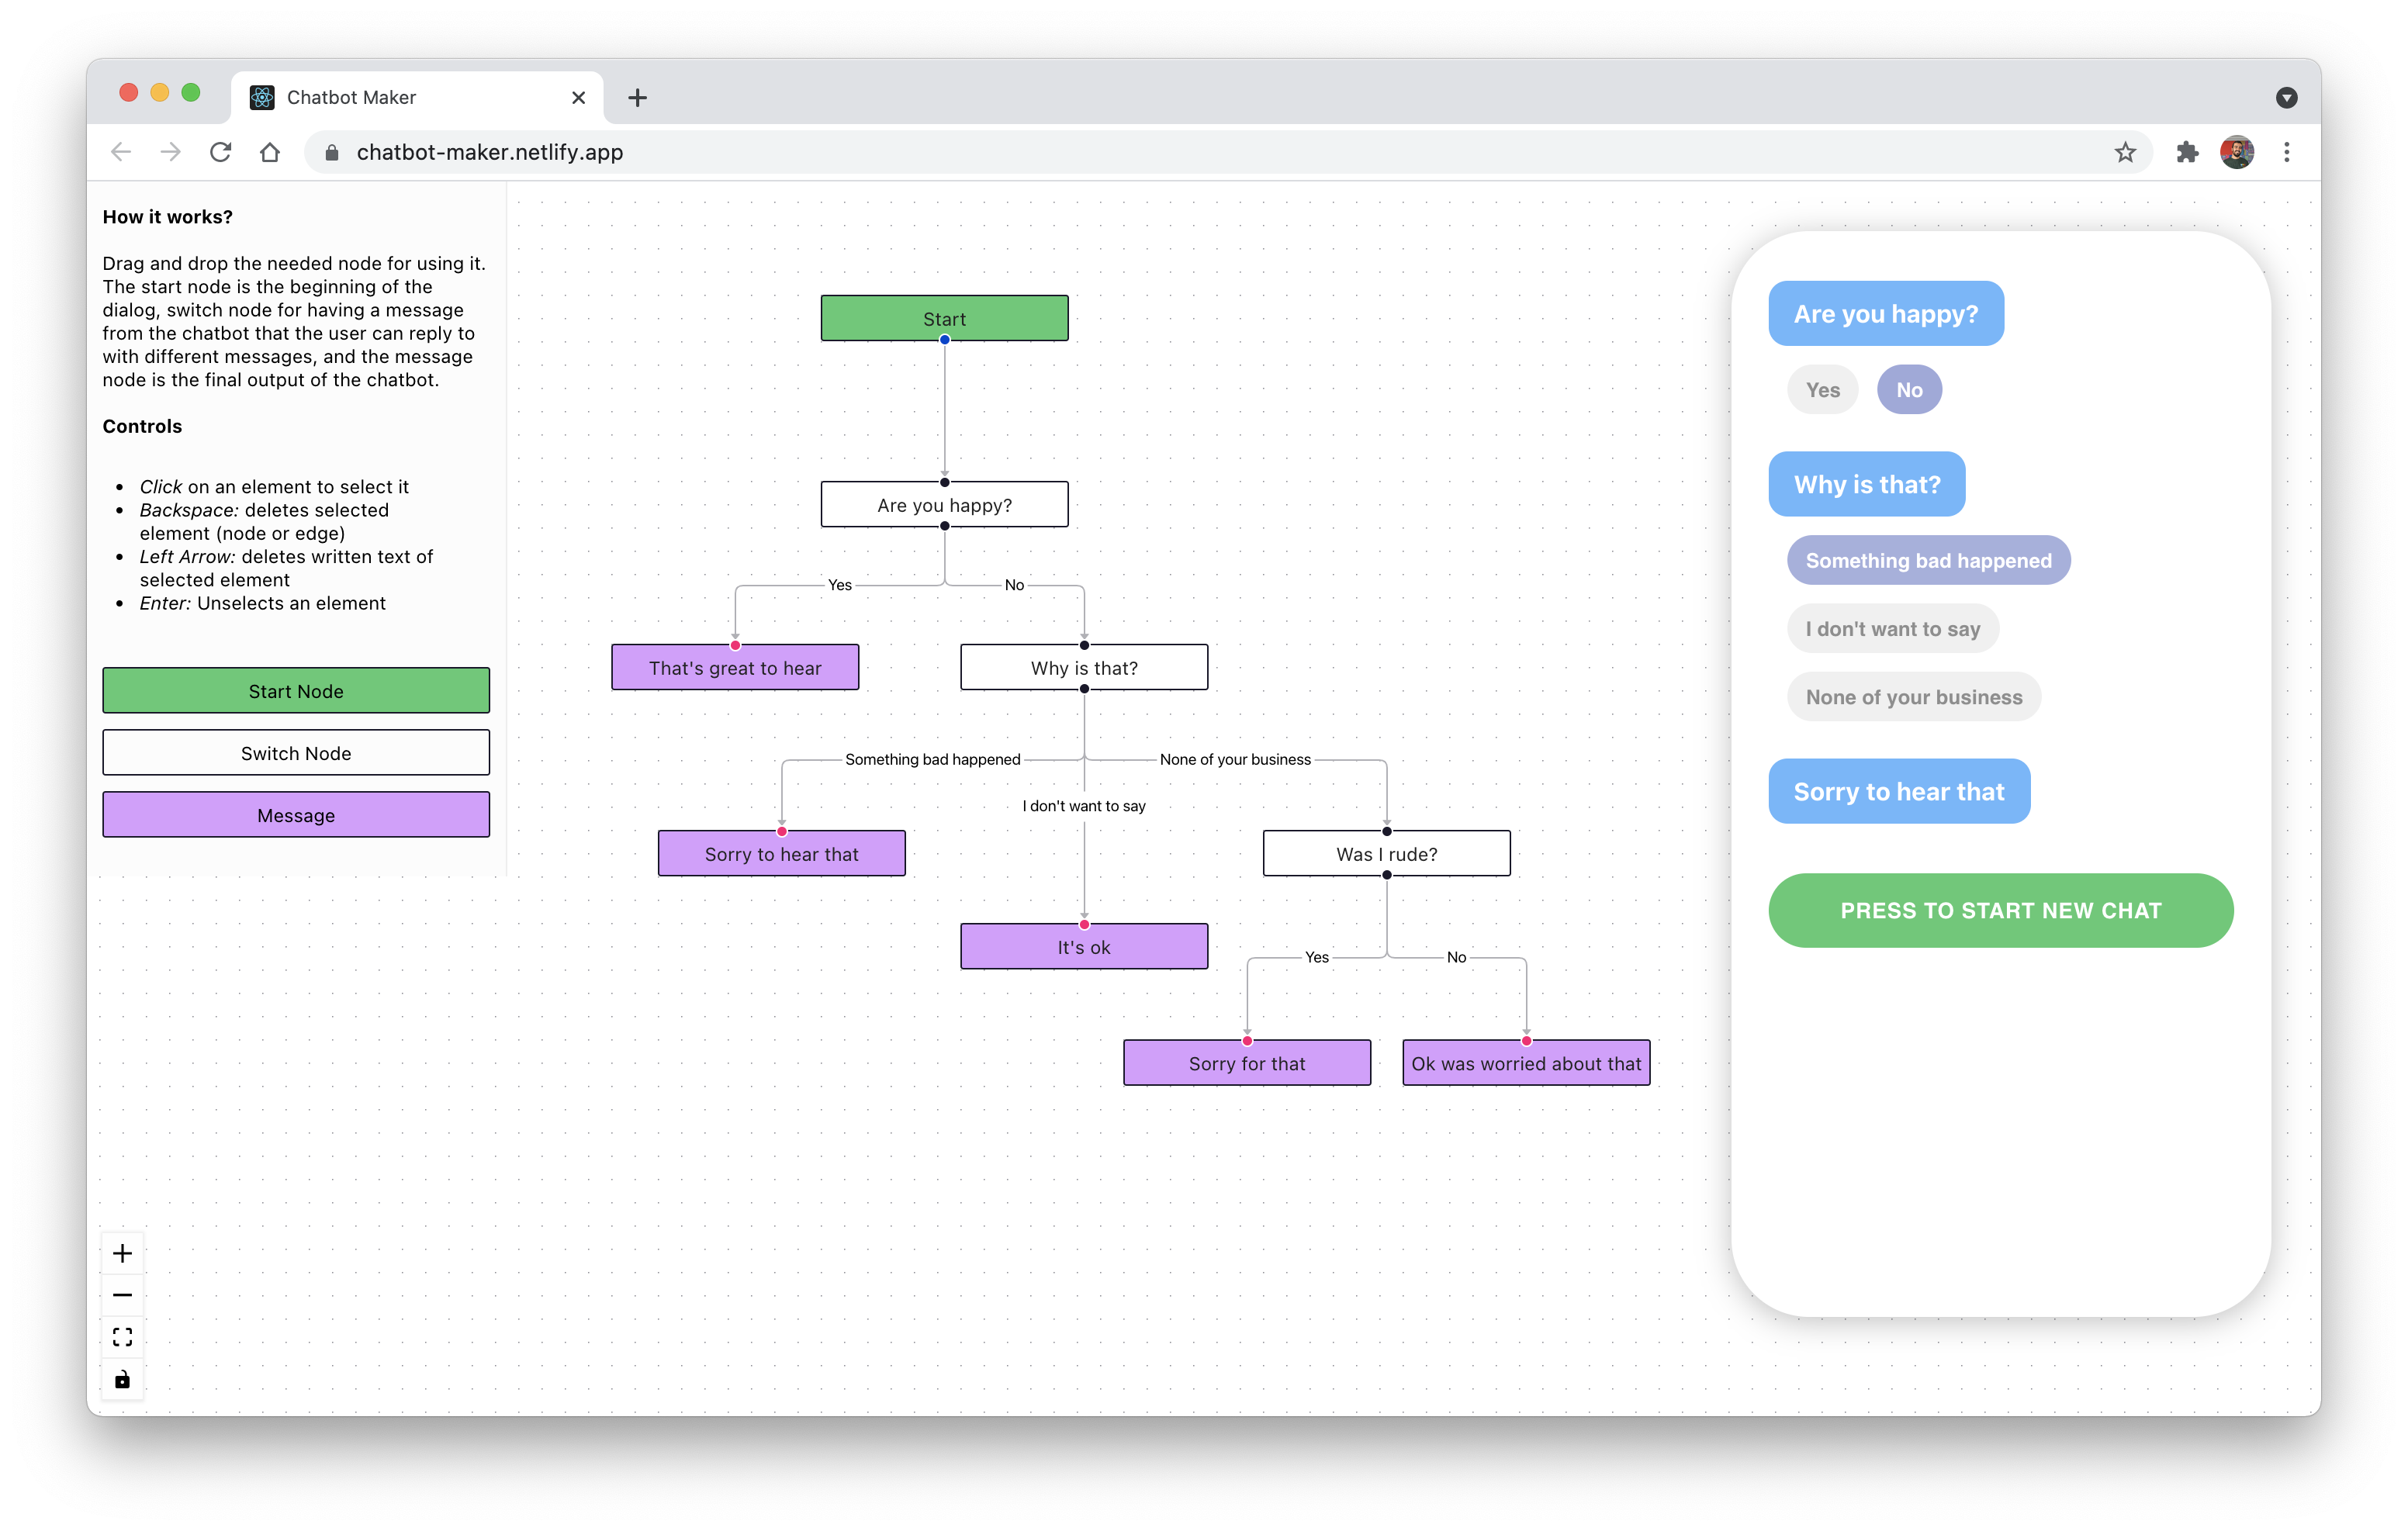 Chatbot Maker
chatbot-maker.netlify.app
How it works?
Drag and drop the needed node for using it.
The start node is the beginning of the
dialog, switch node for having a message
from the chatbot that the user can reply to
with different messages, and the message
node is the final output of the chatbot.
Controls
• Click on an element to select it
• Backspace: deletes selected
element (node or edge)
• Left Arrow: deletes written text of
selected element
• Enter: Unselects an element
Start Node
Switch Node
Message
Start
Are you happy?
Yes
No
That's great to hear
Why is that?
Something bad happened
None of your business
I don't want to say
Sorry to hear that
Was I rude?
It's ok
Yes
No
Sorry for that
Ok was worried about that
Are you happy?
Yes
No
Why is that?
Something bad happened
I don't want to say
None of your business
Sorry to hear that
PRESS TO START NEW CHAT